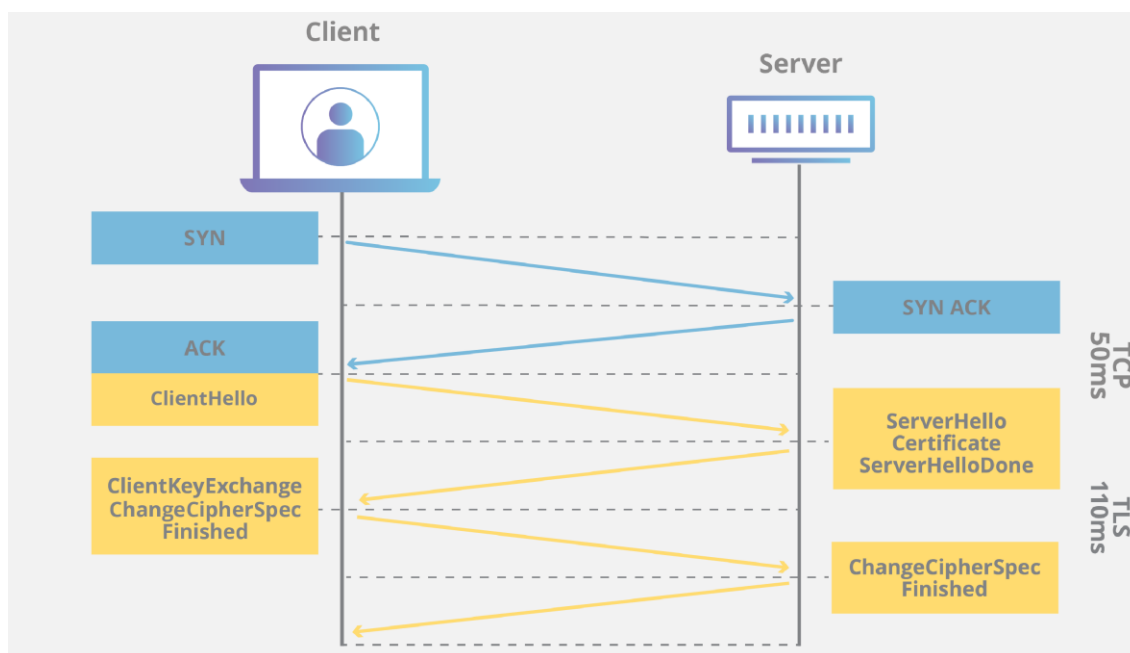 Client
Server
SYN
SYN ACK
ACK
ClientHello
TCP
50ms
ServerHello
Certificate
ServerHelloDone
ClientKeyExchange
ChangeCipherSpec
Finished
TLS
110ms
ChangeCipherSpec
Finished